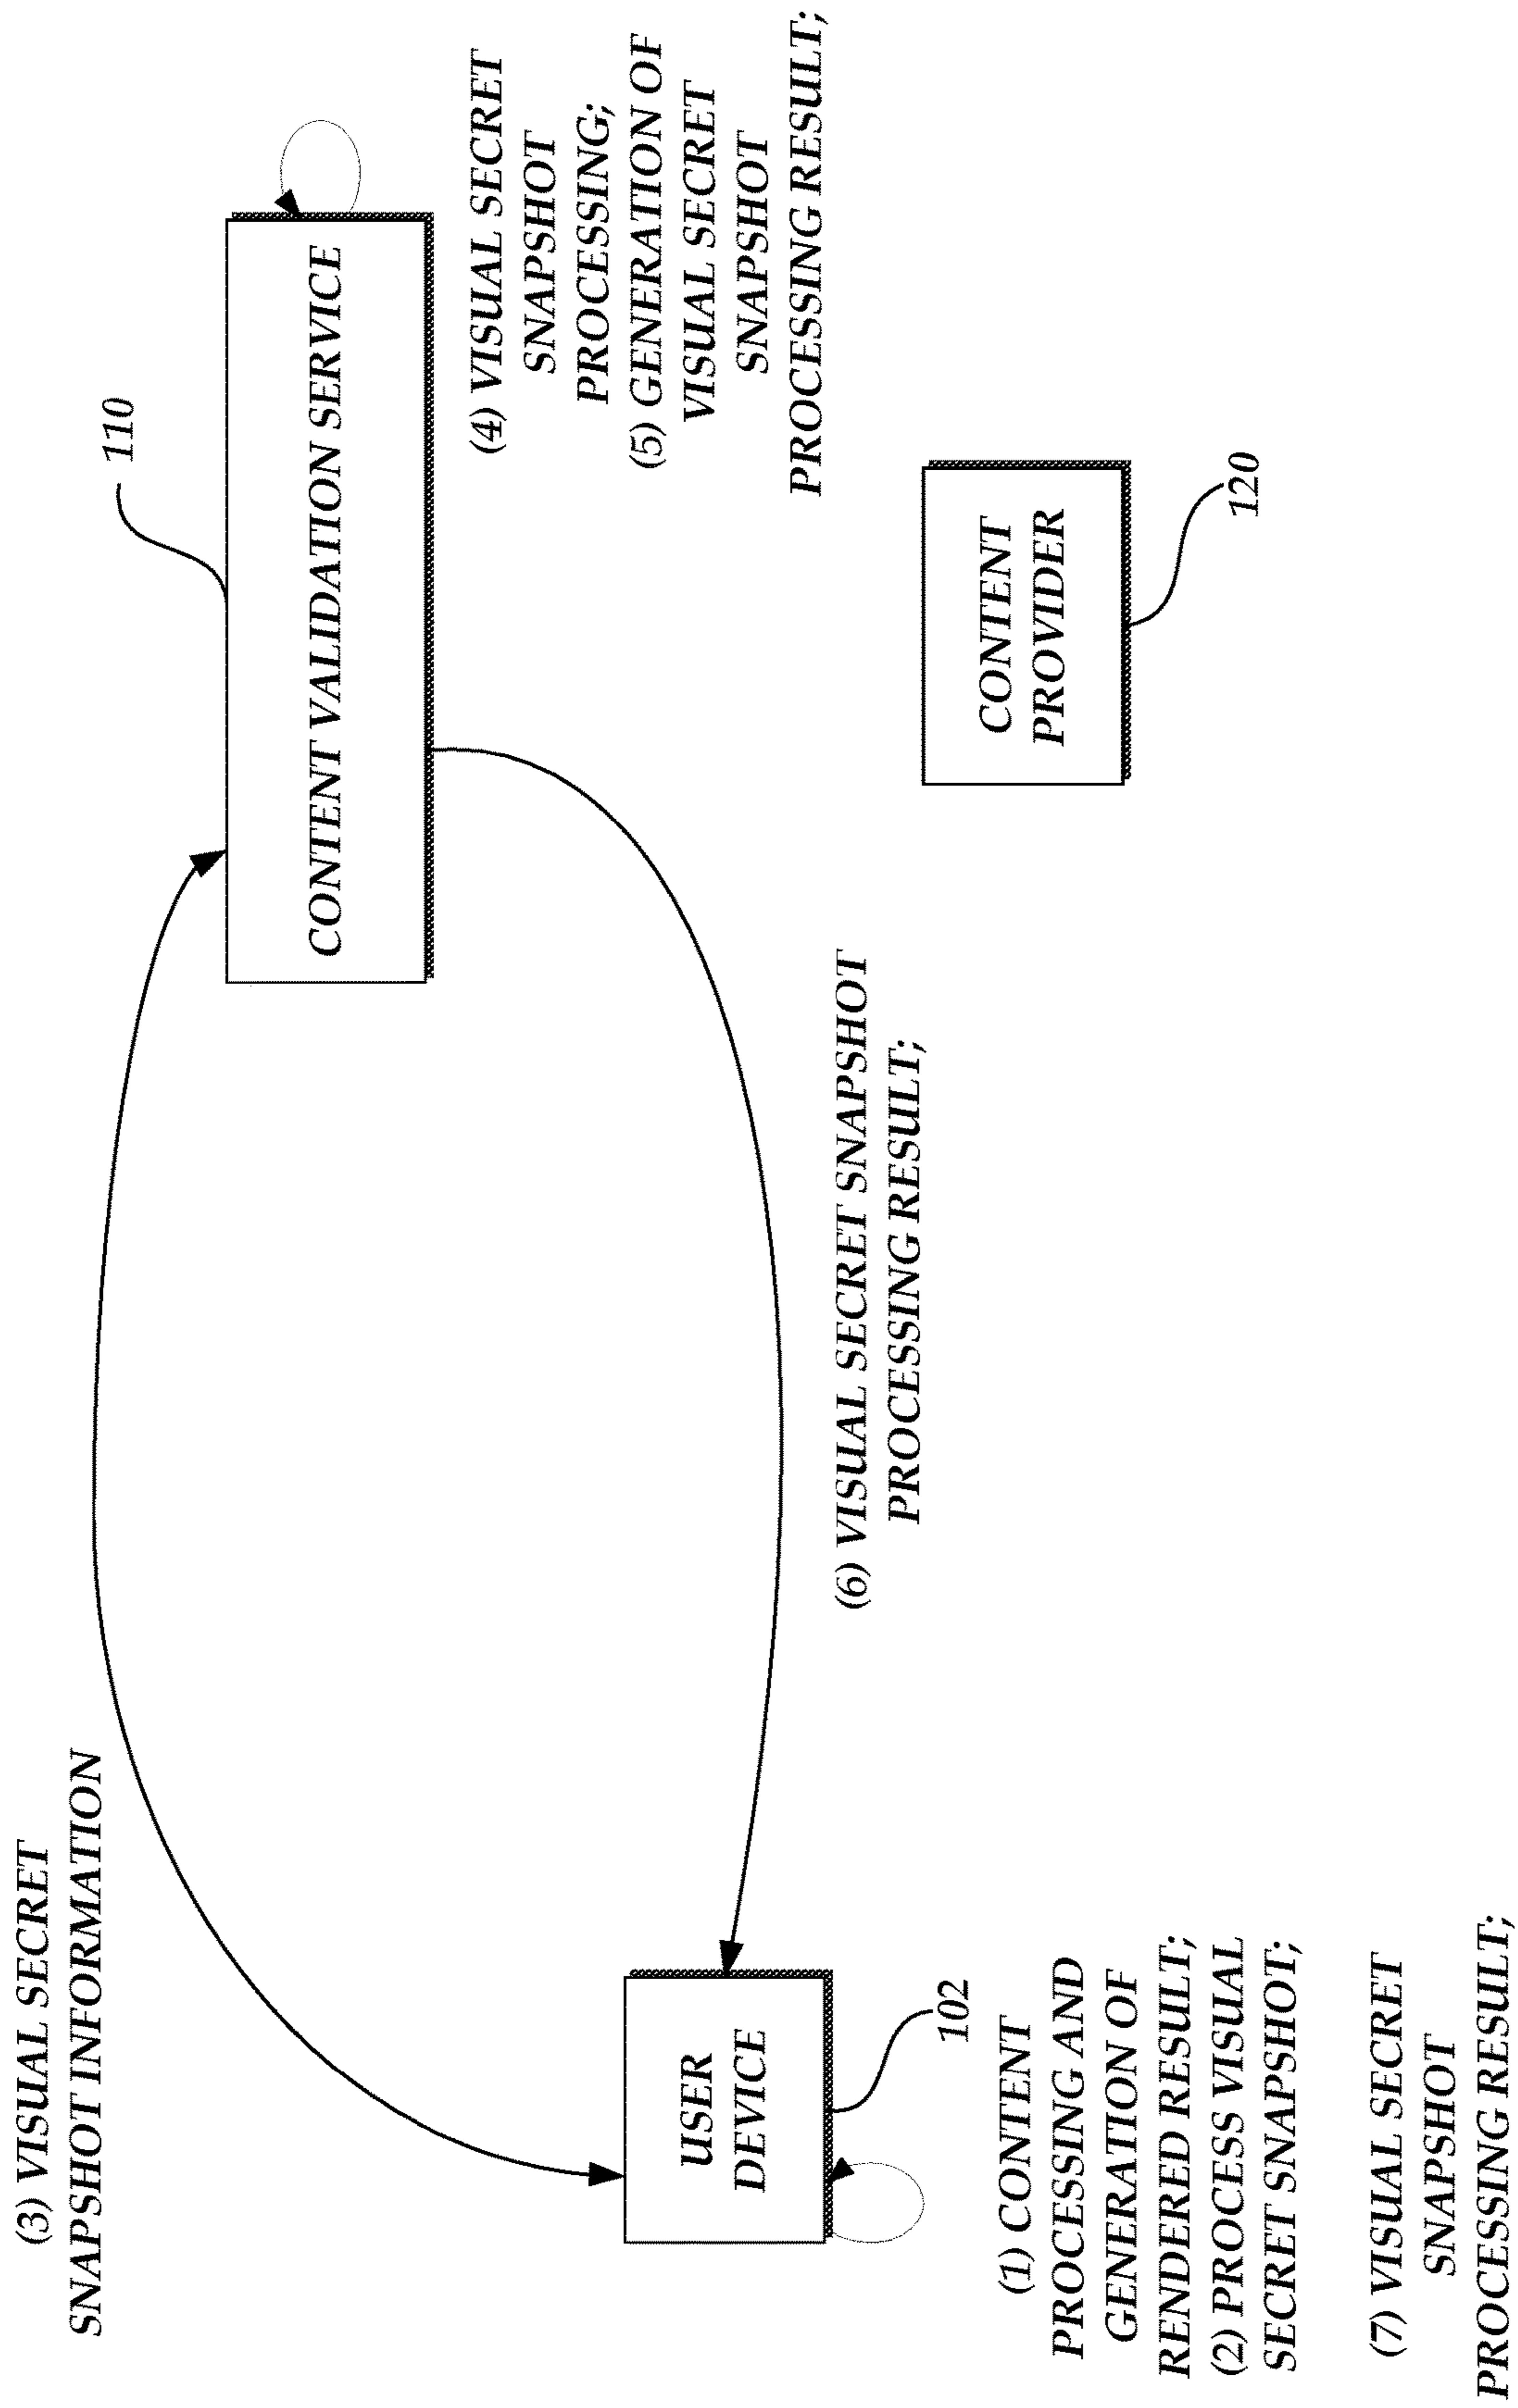 (3) VISUAL SECRET
SNAPSHOT INFORMATION
110
CONTENT VALIDATION SERVICE
(4) VISUAL SECRET
SNAPSHOT
PROCESSING;
(5) GENERATION OF
VISUAL SECRET
SNAPSHOT
PROCESSING RESULT;
USER
DEVICE
102
(6) VISUAL SECRET SNAPSHOT
PROCESSING RESULT;
CONTENT
PROVIDER
120
(1) CONTENT
PROCESSING AND
GENERATION OF
RENDERED RESULT;
(2) PROCESS VISUAL
SECRET SNAPSHOT;
(7) VISUAL SECRET
SNAPSHOT
PROCESSING RESULT;